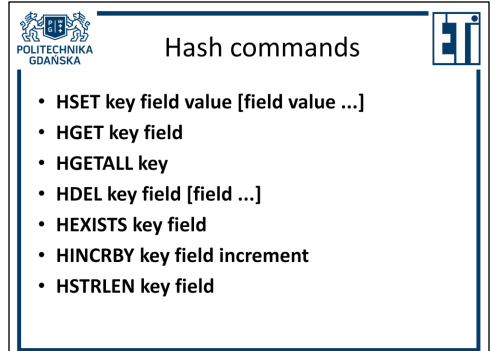 P G
POLITECHNIKA
GDAŃSKA
Hash commands
ETI
• HSET key field value [field value ...]
• HGET key field
• HGETALL key
• HDEL key field [field ...]
• HEXISTS key field
• HINCRBY key field increment
• HSTRLEN key field